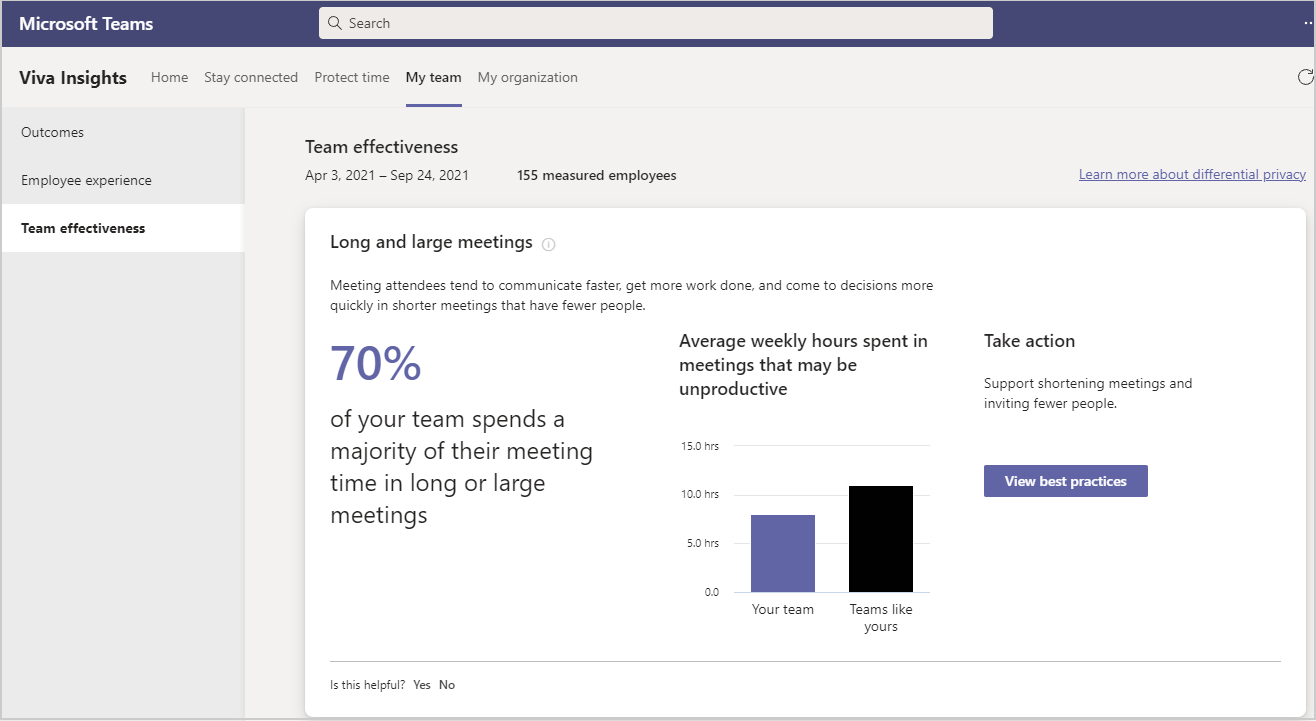 Microsoft Teams
Search
Viva Insights Home Stay connected Protect time My team My organization
Outcomes
Employee experience
Team effectiveness
Team effectiveness
Apr 3, 2021 – Sep 24, 2021 155 measured employees
Learn more about differential privacy
Long and large meetings
Meeting attendees tend to communicate faster, get more work done, and come to decisions more
quickly in shorter meetings that have fewer people.
70%
of your team spends a
majority of their meeting
time in long or large
meetings
Average weekly hours spent in
meetings that may be
unproductive
15.0 hrs
10.0 hrs
5.0 hrs
0.0
Your team
Teams like
yours
Take action
Support shortening meetings and
inviting fewer people.
View best practices
Is this helpful? Yes No